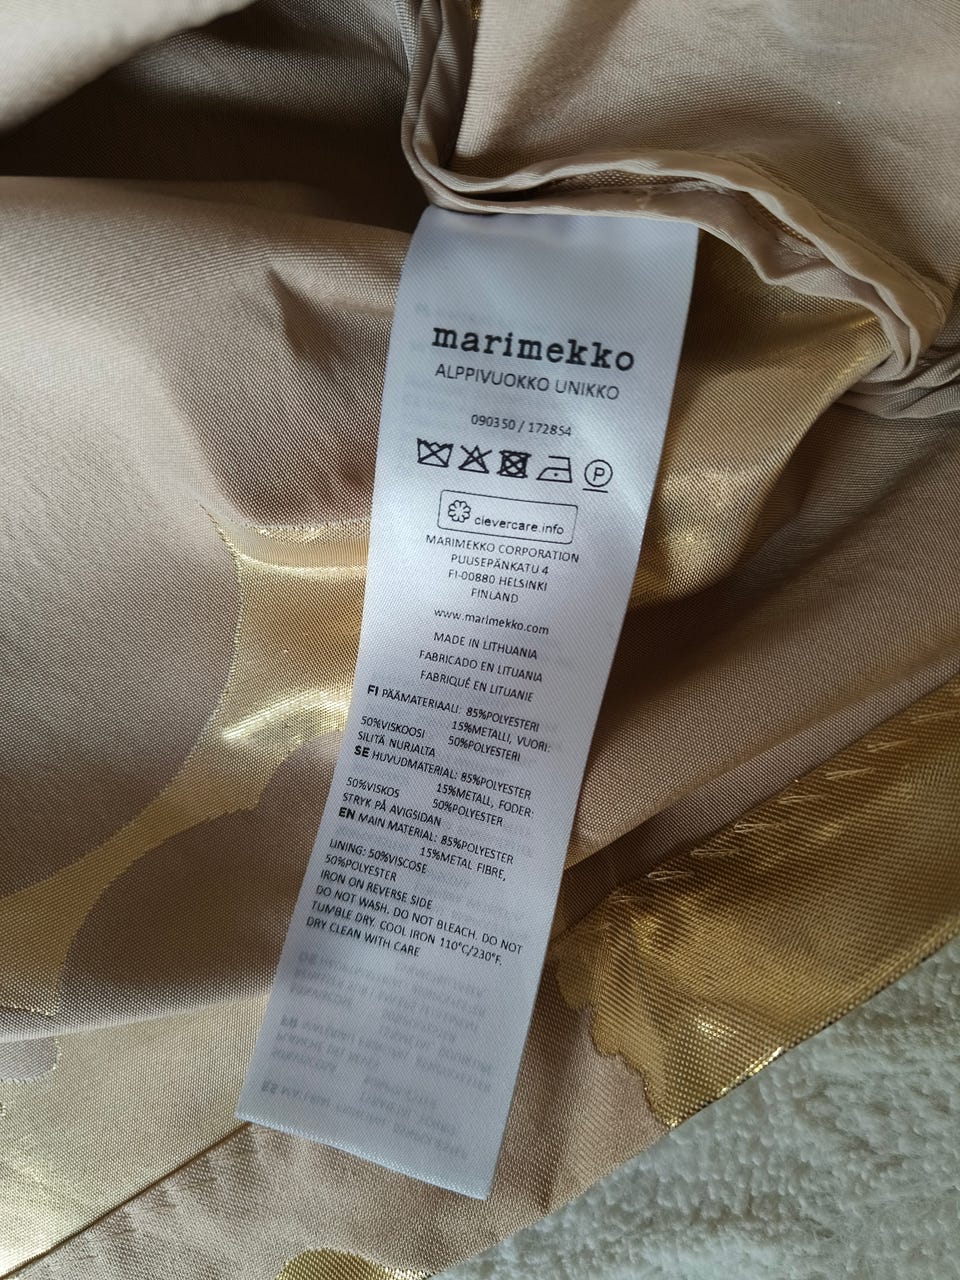 marimekko
ALPPIVUOKKO UNIKKO
090350 / 172854
P
clevercare.info
MARIMEKKO CORPORATION
PUUSEPÄNKATU 4
FI-00880 HELSINKI
FINLAND
www.marimekko.com
MADE IN LITHUANIA
FABRICADO EN LITUANIA
FABRIQUÉ EN LITUANIE
FI PÄÄMATERIAALI: 85%POLYESTERI
15%METALLI, VUORI:
50%VISKOOSI 50%POLYESTERI
SILITÄ NURJALTA
SE HUVUDMATERIAL: 85%POLYESTER
15%METALL, FODER:
50%VISKOS 50%POLYESTER
STRYK PÅ AVIGSIDAN
EN MAIN MATERIAL: 85%POLYESTER
15%METAL FIBRE,
LINING: 50%VISCOSE
50%POLYESTER
IRON ON REVERSE SIDE
DO NOT WASH. DO NOT BLEACH. DO NOT
TUMBLE DRY. COOL IRON 110°C/230°F.
DRY CLEAN WITH CARE